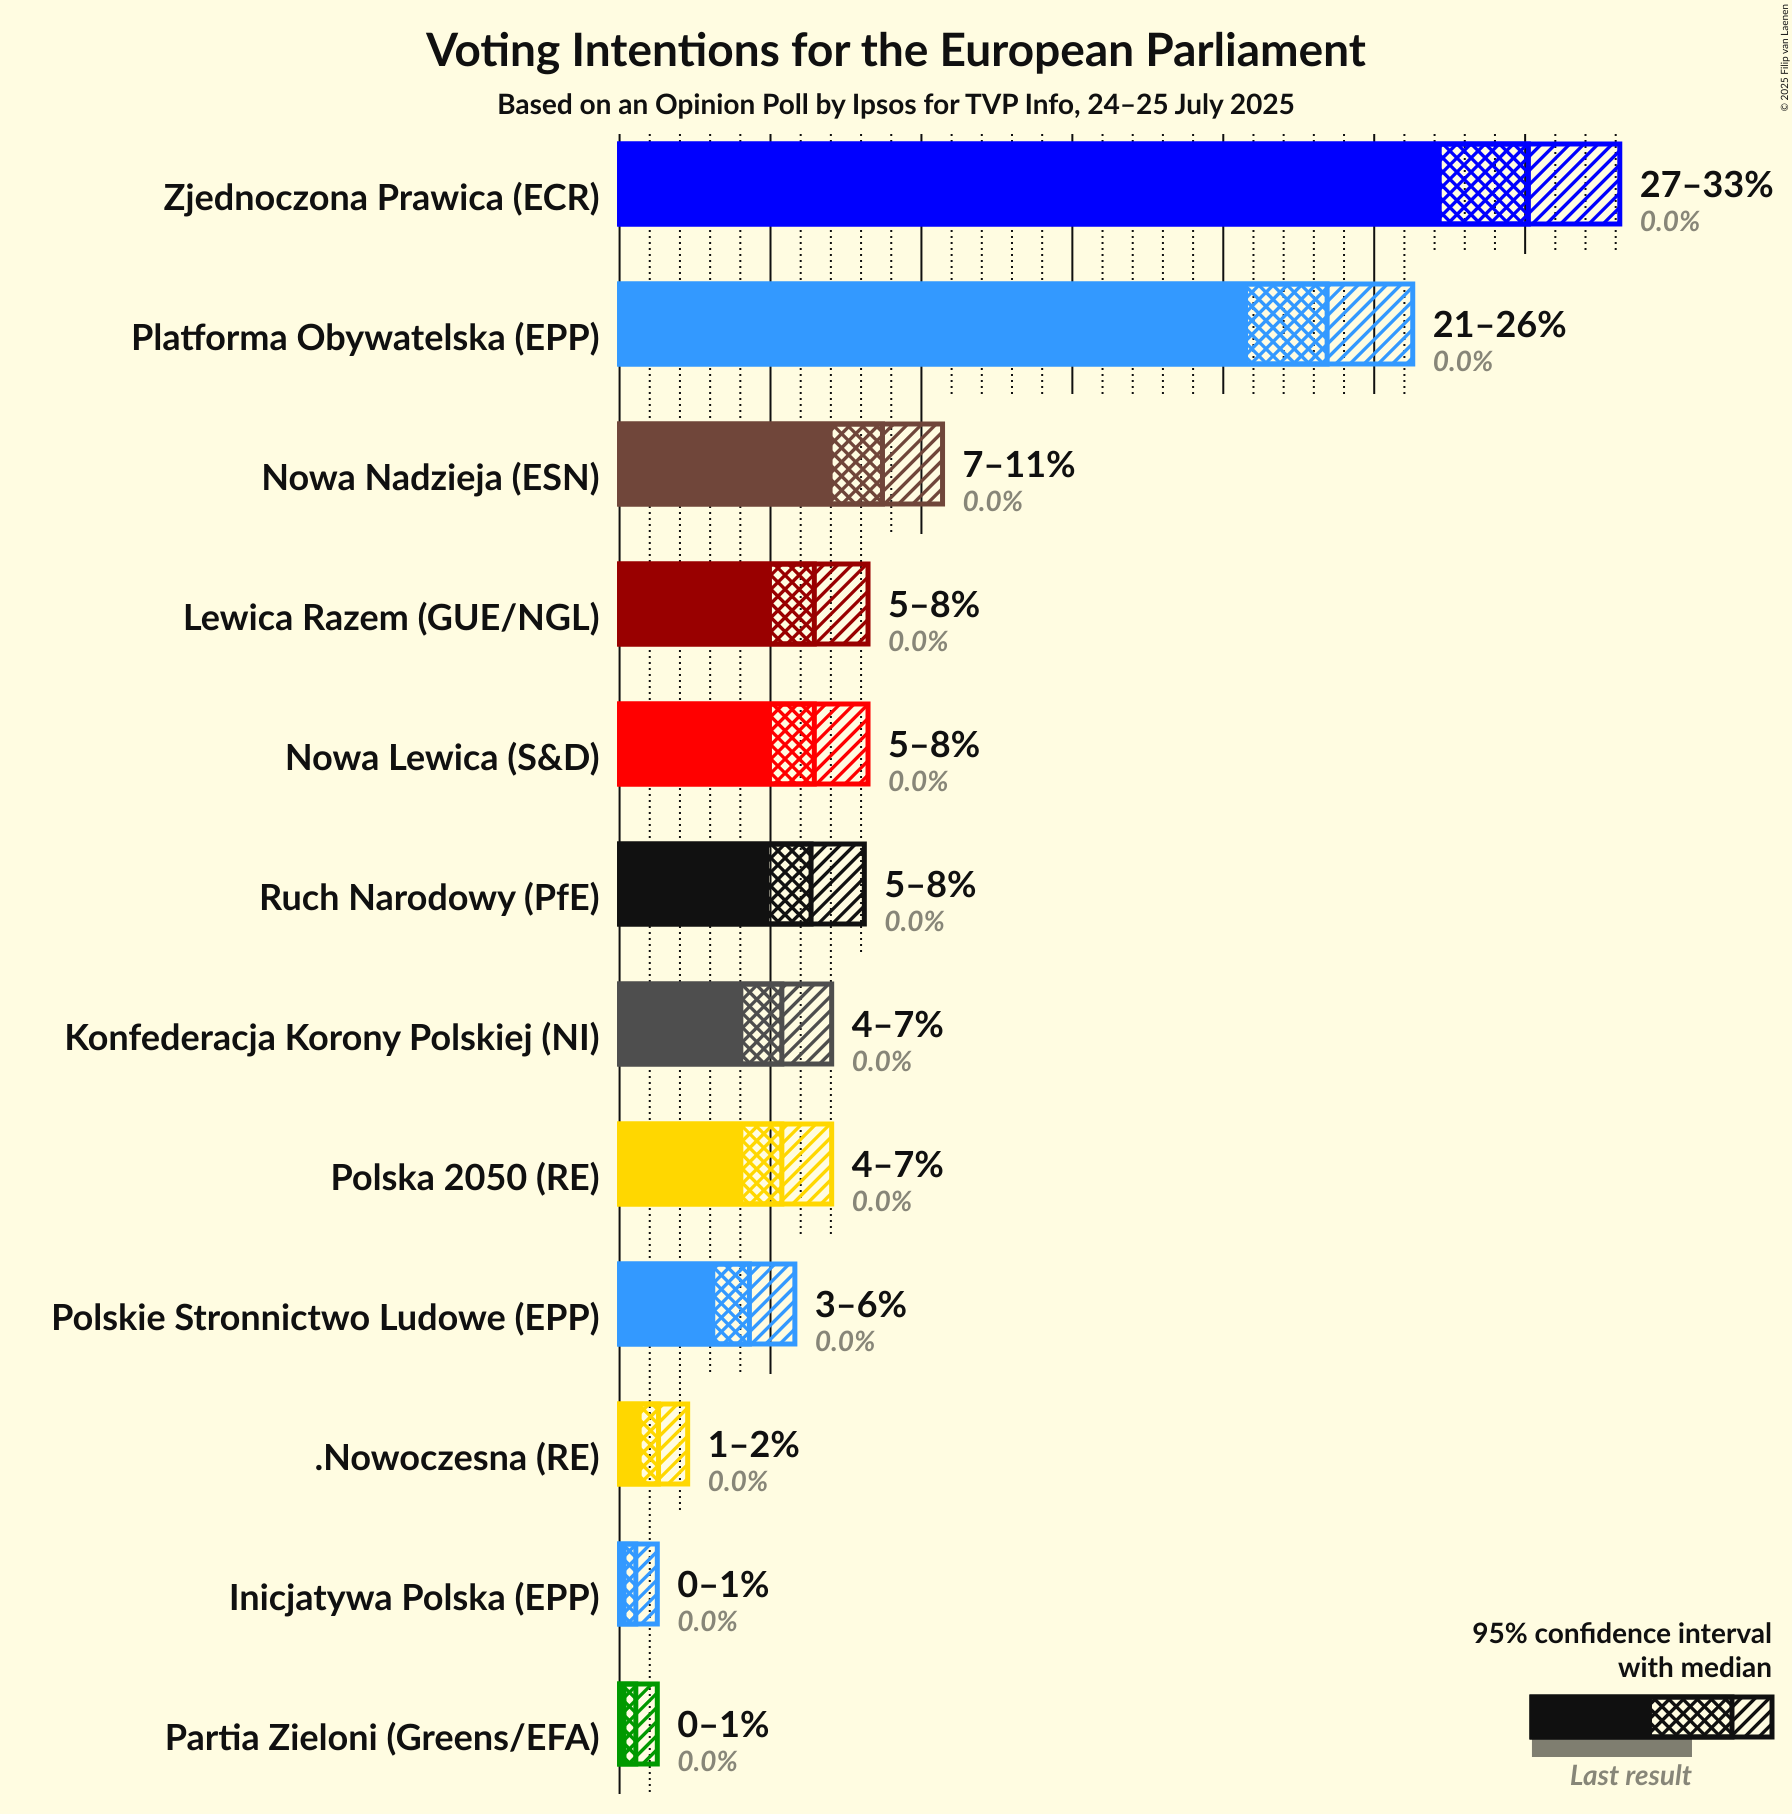 Voting Intentions for the European Parliament
Based on an Opinion Poll by Ipsos for TVP Info, 24–25 July 2025
© 2025 Filip van Laenen
Zjednoczona Prawica (ECR)
27–33%
0.0%
Platforma Obywatelska (EPP)
21–26%
0.0%
Nowa Nadzieja (ESN)
7–11%
0.0%
Lewica Razem (GUE/NGL)
5–8%
0.0%
Nowa Lewica (S&D)
5–8%
0.0%
Ruch Narodowy (PfE)
5–8%
0.0%
Konfederacja Korony Polskiej (NI)
4–7%
0.0%
Polska 2050 (RE)
4–7%
0.0%
Polskie Stronnictwo Ludowe (EPP)
3–6%
0.0%
.Nowoczesna (RE)
1–2%
0.0%
Inicjatywa Polska (EPP)
0–1%
0.0%
Partia Zieloni (Greens/EFA)
0–1%
0.0%
95% confidence interval
with median
Last result